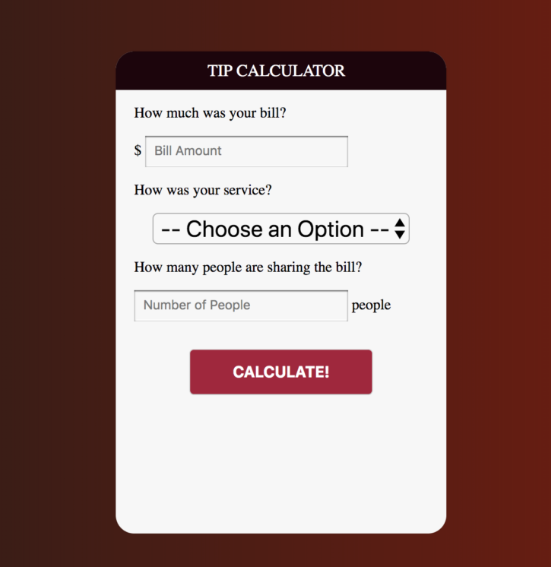 TIP CALCULATOR
How much was your bill?
$ Bill Amount
How was your service?
-- Choose an Option --
How many people are sharing the bill?
Number of People people
CALCULATE!